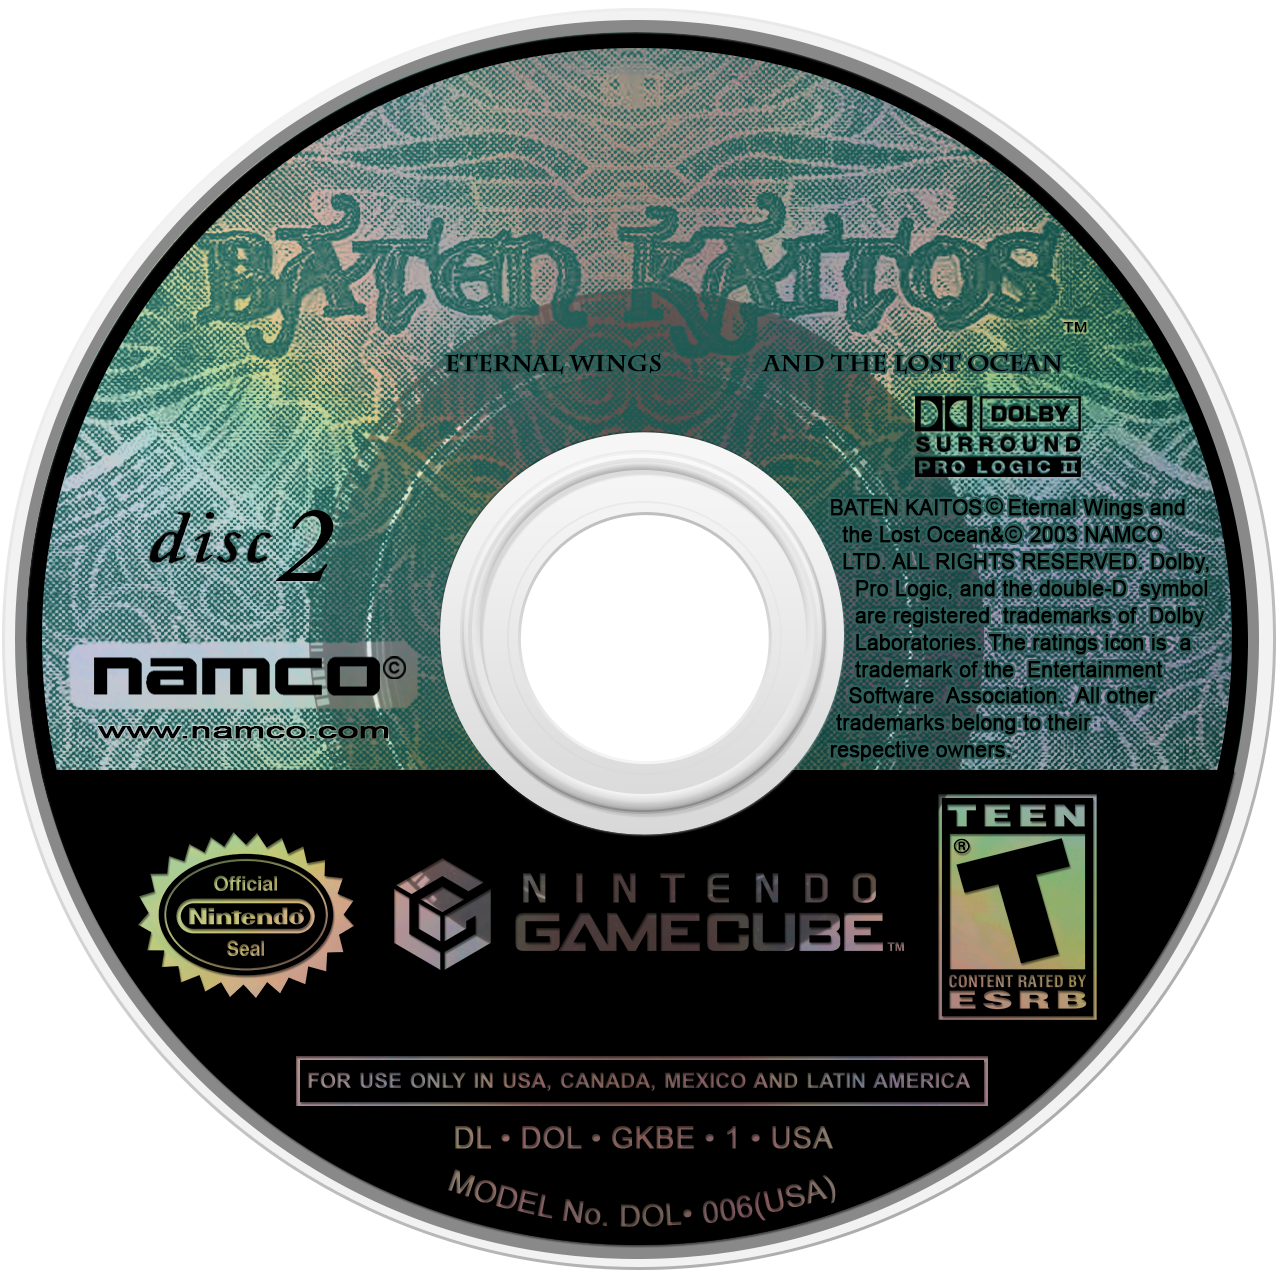 BATEN KAITOS™
ETERNAL WINGS AND THE LOST OCEAN
DOLBY
SURROUND
PRO LOGIC II
disc 2
BATEN KAITOS © Eternal Wings and
the Lost Ocean&© 2003 NAMCO
LTD. ALL RIGHTS RESERVED. Dolby,
Pro Logic, and the double-D symbol
are registered trademarks of Dolby
Laboratories. The ratings icon is a
trademark of the Entertainment
Software Association. All other
trademarks belong to their
respective owners.
namco©
www.namco.com
Official
Nintendo®
Seal
NINTENDO
GAMECUBE™
TEEN
®
T
CONTENT RATED BY
ESRB
FOR USE ONLY IN USA, CANADA, MEXICO AND LATIN AMERICA
DL • DOL • GKBE • 1 • USA
MODEL No. DOL• 006(USA)